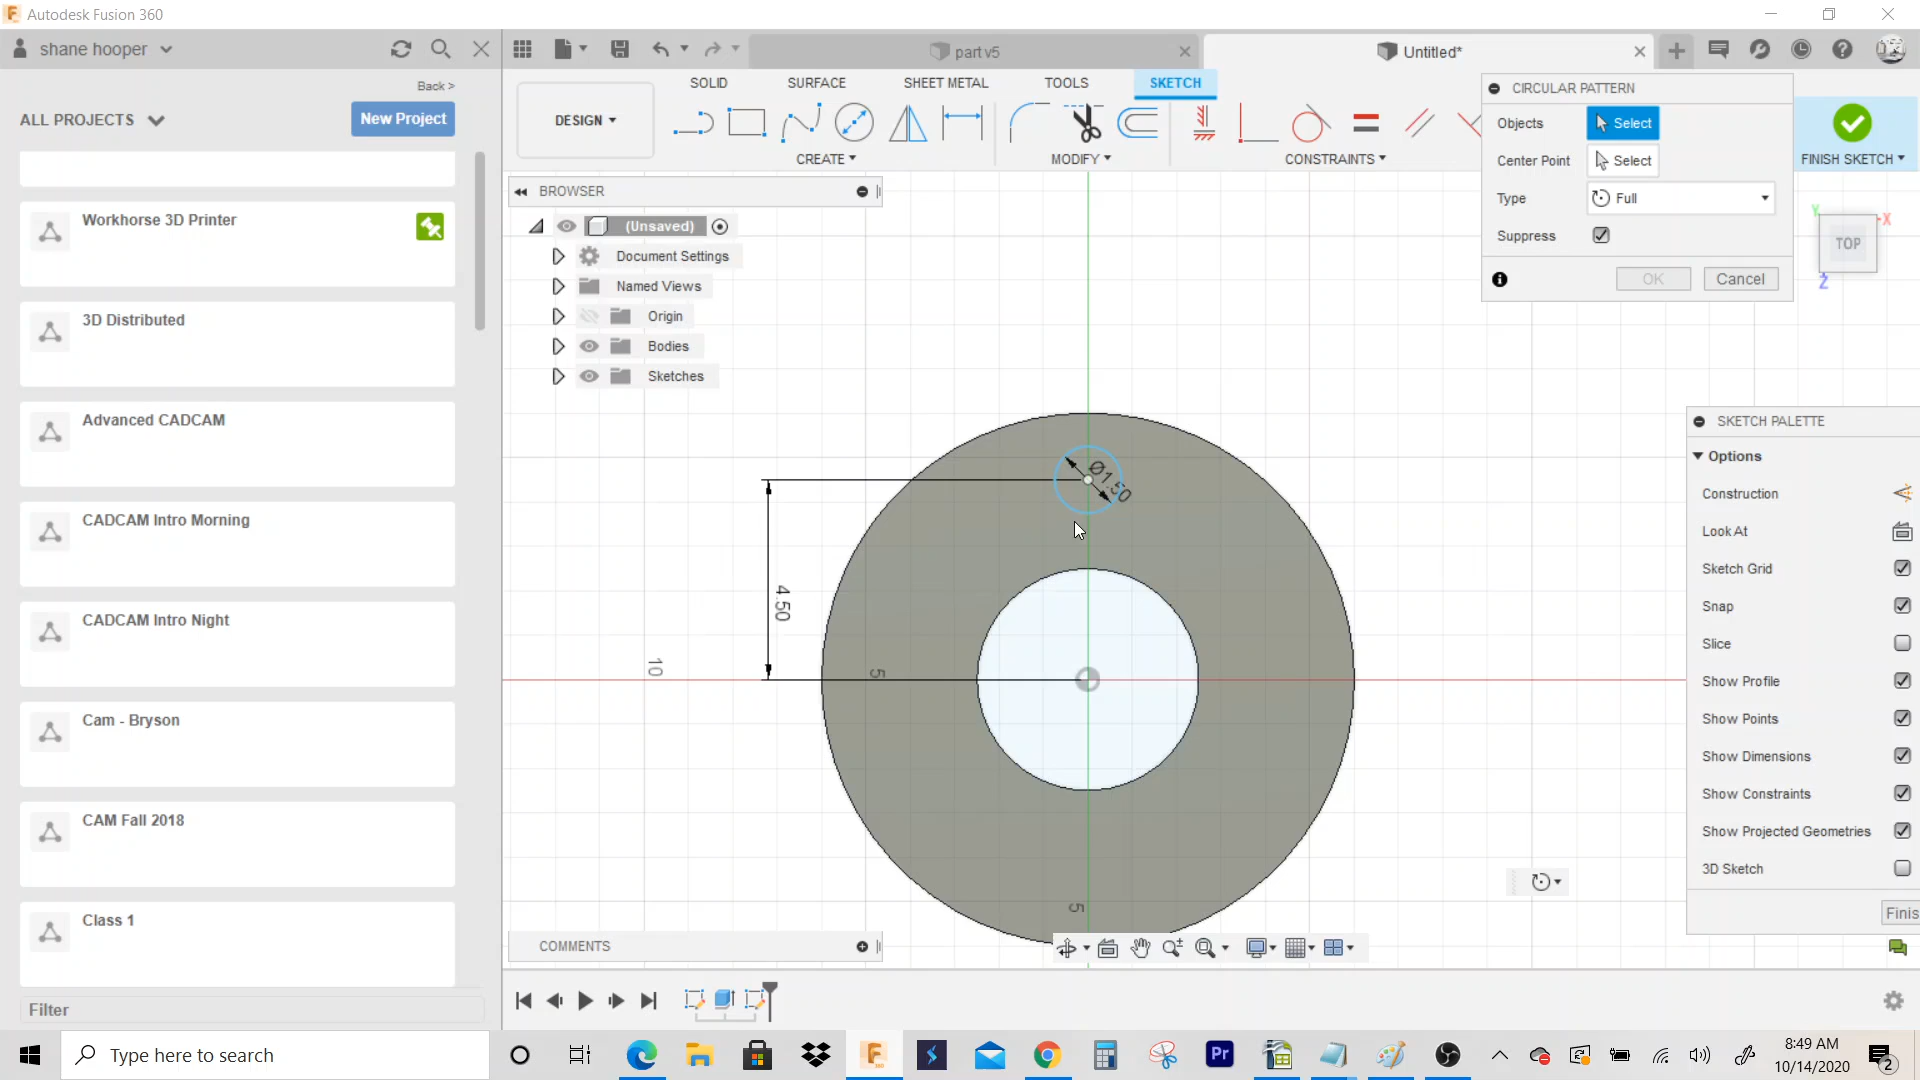 Autodesk Fusion 360
shane hooper
part v5
Untitled*
Back >
ALL PROJECTS
New Project
SOLID
SURFACE
SHEET METAL
TOOLS
SKETCH
DESIGN
CREATE
MODIFY
CONSTRAINTS
FINISH SKETCH
CIRCULAR PATTERN
Objects
Select
Center Point
Select
Type
Full
Suppress
OK
Cancel
TOP
Y
X
Z
BROWSER
(Unsaved)
Document Settings
Named Views
Origin
Bodies
Sketches
Workhorse 3D Printer
3D Distributed
Advanced CADCAM
CADCAM Intro Morning
CADCAM Intro Night
Cam - Bryson
CAM Fall 2018
Class 1
Filter
Ø1.50
4.50
10
5
5
SKETCH PALETTE
Options
Construction
Look At
Sketch Grid
Snap
Slice
Show Profile
Show Points
Show Dimensions
Show Constraints
Show Projected Geometries
3D Sketch
Finis
COMMENTS
Type here to search
Pr
8:49 AM
10/14/2020
2